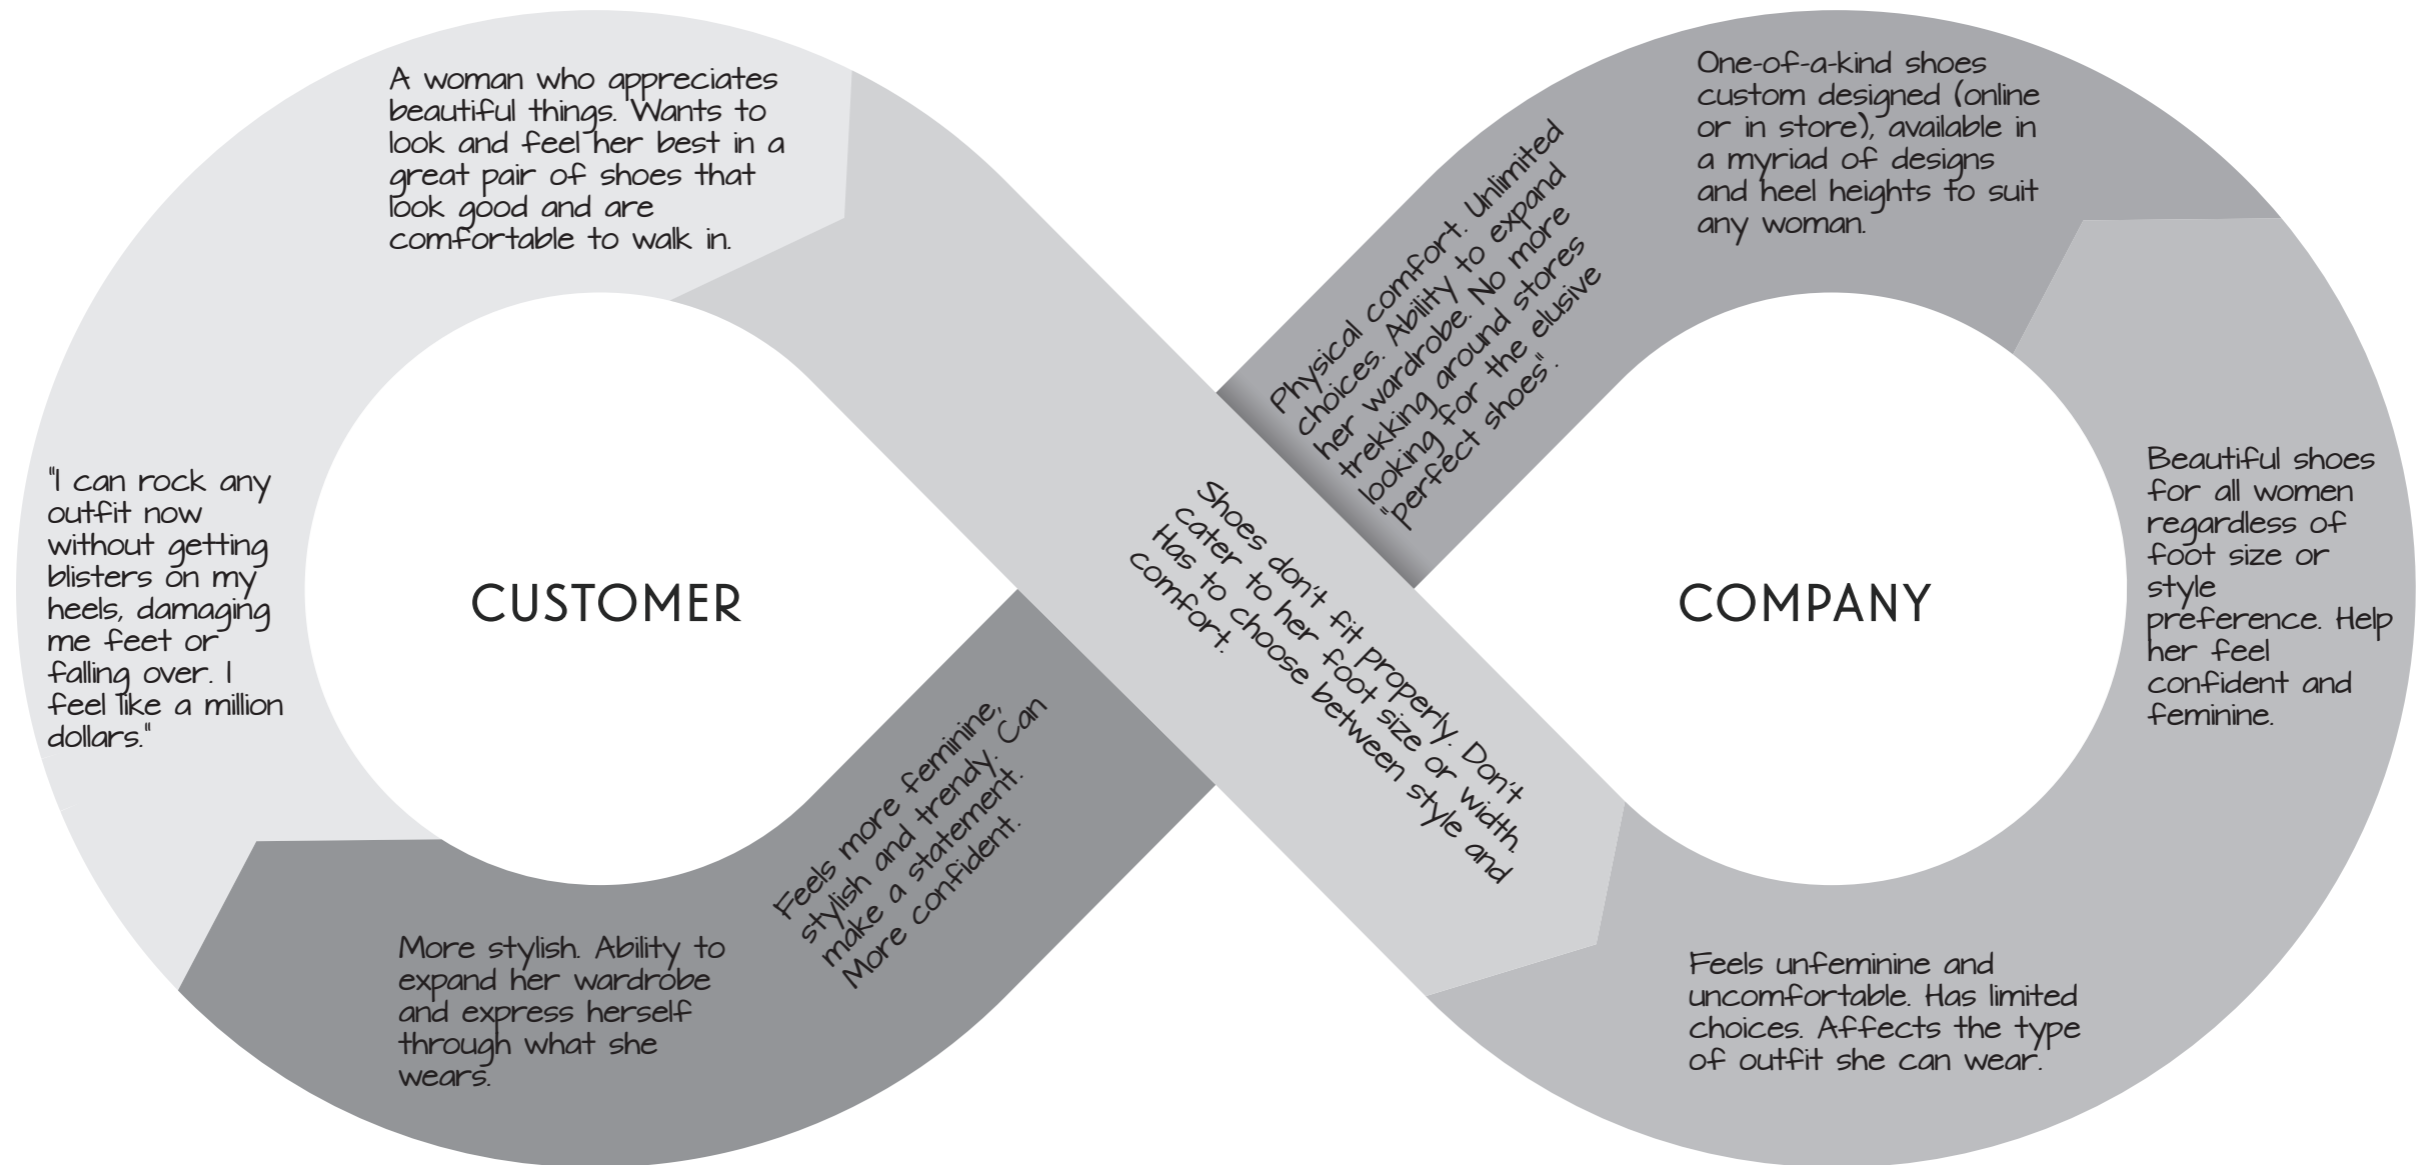 A woman who appreciates
beautiful things. Wants to
look and feel her best in a
great pair of shoes that
look good and are
comfortable to walk in.
Shoes don't fit properly. Don't
cater to her foot size or width.
Has to choose between style and
comfort.
Feels unfeminine and
uncomfortable. Has limited
choices. Affects the type
of outfit she can wear.
Beautiful shoes
for all women
regardless of
foot size or
style
preference. Help
her feel
confident and
feminine.
One-of-a-kind shoes
custom designed (online
or in store), available in
a myriad of designs
and heel heights to suit
any woman.
Physical comfort. Unlimited
choices. Ability to expand
her wardrobe. No more
trekking around stores
looking for the elusive
"perfect shoes".
Feels more feminine,
stylish and trendy. Can
make a statement.
More confident.
More stylish. Ability to
expand her wardrobe
and express herself
through what she
wears.
"I can rock any
outfit now
without getting
blisters on my
heels, damaging
me feet or
falling over. I
feel like a million
dollars."
CUSTOMER
COMPANY